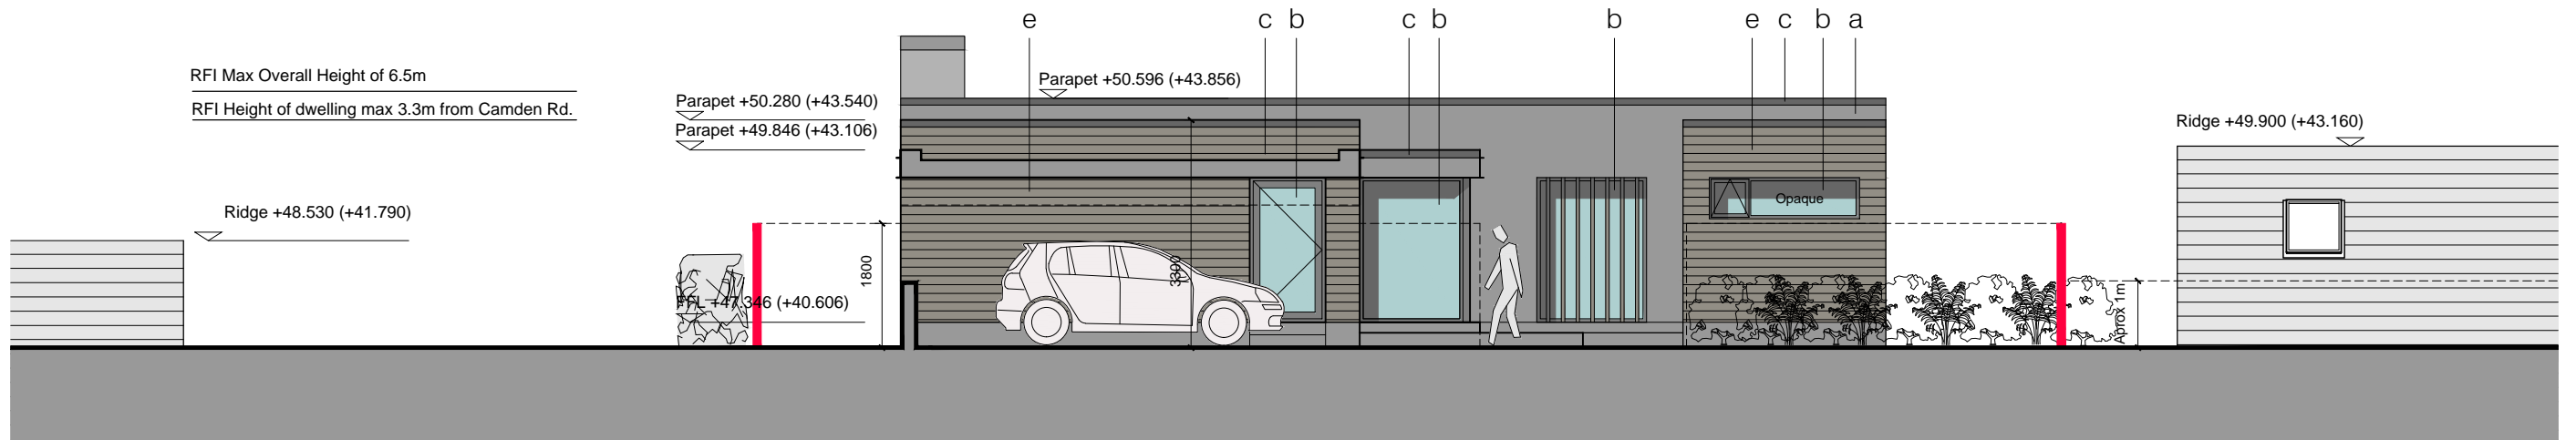 e c b c b b e c b a
RFI Max Overall Height of 6.5m
RFI Height of dwelling max 3.3m from Camden Rd.
Parapet +50.596 (+43.856)
Parapet +50.280 (+43.540)
Parapet +49.846 (+43.106)
Ridge +49.900 (+43.160)
Ridge +48.530 (+41.790)
Opaque
1800
3300
FFL +47.346 (+40.606)
Aprox 1m